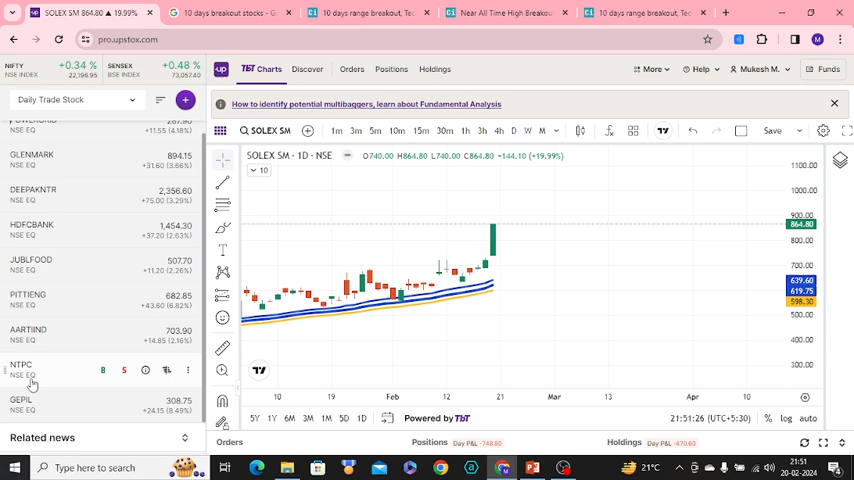 SOLEX SM 864.80 ▲ 19.99%
10 days breakout stocks - G
10 days range breakout, Tec
Near All Time High Breakout
10 days range breakout, Tec
pro.upstox.com
NIFTY
NSE INDEX
+0.34 %
22,196.95
SENSEX
BSE INDEX
+0.48 %
73,057.40
up
TbT Charts
Discover
Orders
Positions
Holdings
More
Help
Mukesh M.
Funds
Daily Trade Stock
How to identify potential multibaggers, learn about Fundamental Analysis
SOLEX SM
1m 3m 5m 10m 15m 30m 1h 3h 4h D W M
Save
POWERGRID 287.90
NSE EQ +11.55 (4.18%)
GLENMARK 894.15
NSE EQ +31.60 (3.66%)
DEEPAKNTR 2,356.60
NSE EQ +75.00 (3.29%)
HDFCBANK 1,454.30
NSE EQ +37.20 (2.63%)
JUBLFOOD 507.70
NSE EQ +11.20 (2.26%)
PITTIENG 682.85
NSE EQ +43.60 (6.82%)
AARTIIND 703.90
NSE EQ +14.85 (2.16%)
NTPC
NSE EQ
B S
GEPIL 308.75
NSE EQ +24.15 (8.49%)
Related news
SOLEX SM · 1D · NSE
O740.00 H864.80 L740.00 C864.80 +144.10 (+19.99%)
10
1100.00
1000.00
900.00
864.80
800.00
700.00
639.60
619.75
598.30
500.00
400.00
300.00
10 19 Feb 12 21 Mar 13 Apr 10
5Y 1Y 6M 3M 1M 5D 1D
Powered by TbT
21:51:26 (UTC+5:30)
% log auto
Orders
Positions Day P&L -748.80
Holdings Day P&L -470.60
Type here to search
21°C
21:51
20-02-2024
4